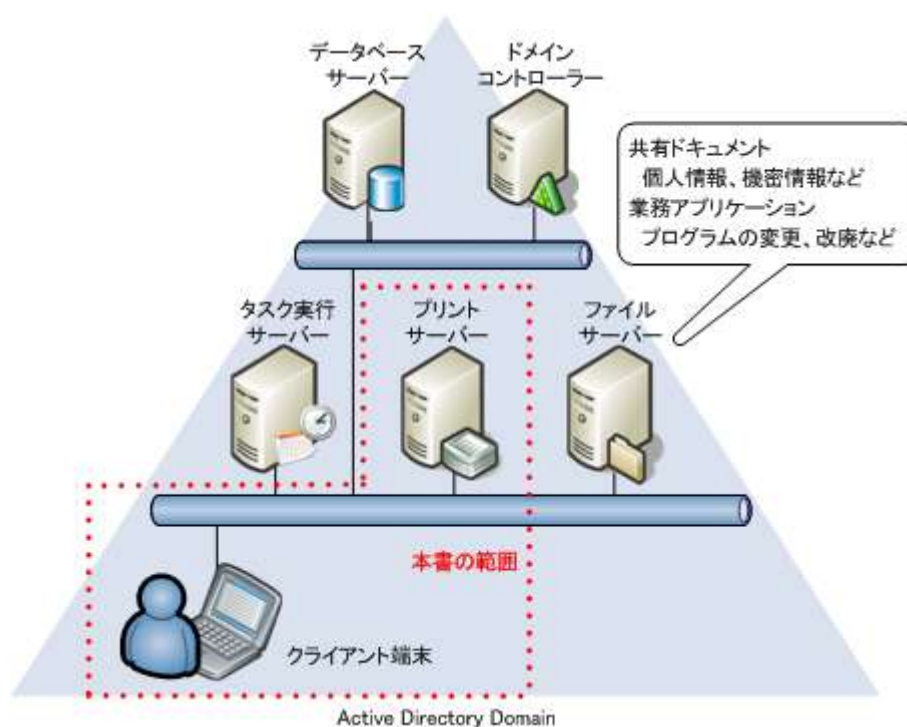 データベース
サーバー
ドメイン
コントローラー
共有ドキュメント
個人情報、機密情報など
業務アプリケーション
プログラムの変更、改廃など
タスク実行
サーバー
プリント
サーバー
ファイル
サーバー
本書の範囲
クライアント端末
Active Directory Domain